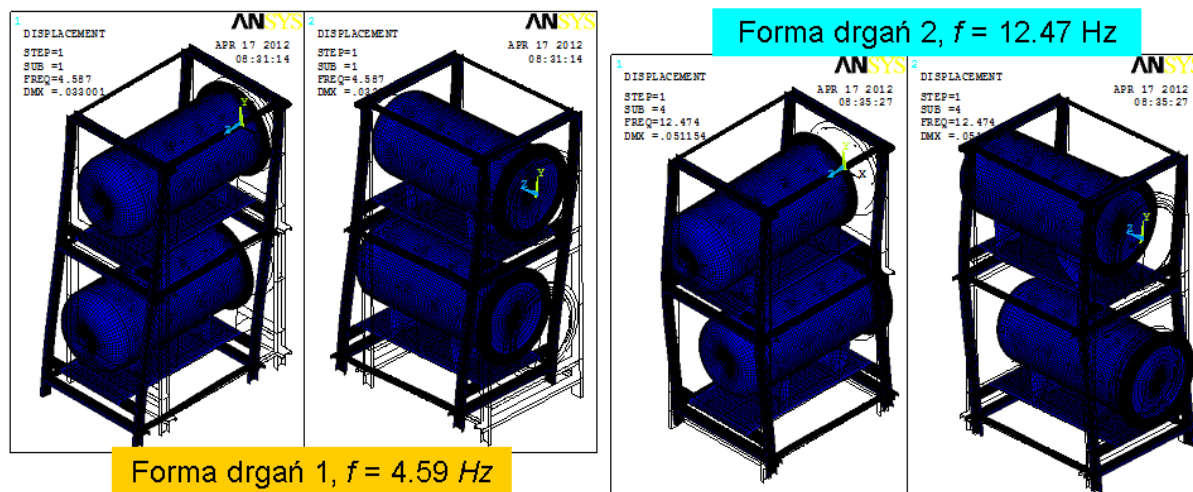 1
ANSYS
DISPLACEMENT
STEP=1
SUB =1
FREQ=4.587
DMX =.033001
APR 17 2012
08:31:14
Y
Z
2
ANSYS
DISPLACEMENT
STEP=1
SUB =1
FREQ=4.587
APR 17 2012
08:31:14
Y
Z
Forma drgań 1, f = 4.59 Hz
Forma drgań 2, f = 12.47 Hz
1
ANSYS
DISPLACEMENT
STEP=1
SUB =4
FREQ=12.474
DMX =.051154
APR 17 2012
08:35:27
Y
Z
X
2
ANSYS
DISPLACEMENT
STEP=1
SUB =4
FREQ=12.474
APR 17 2012
08:35:27
Y
Z